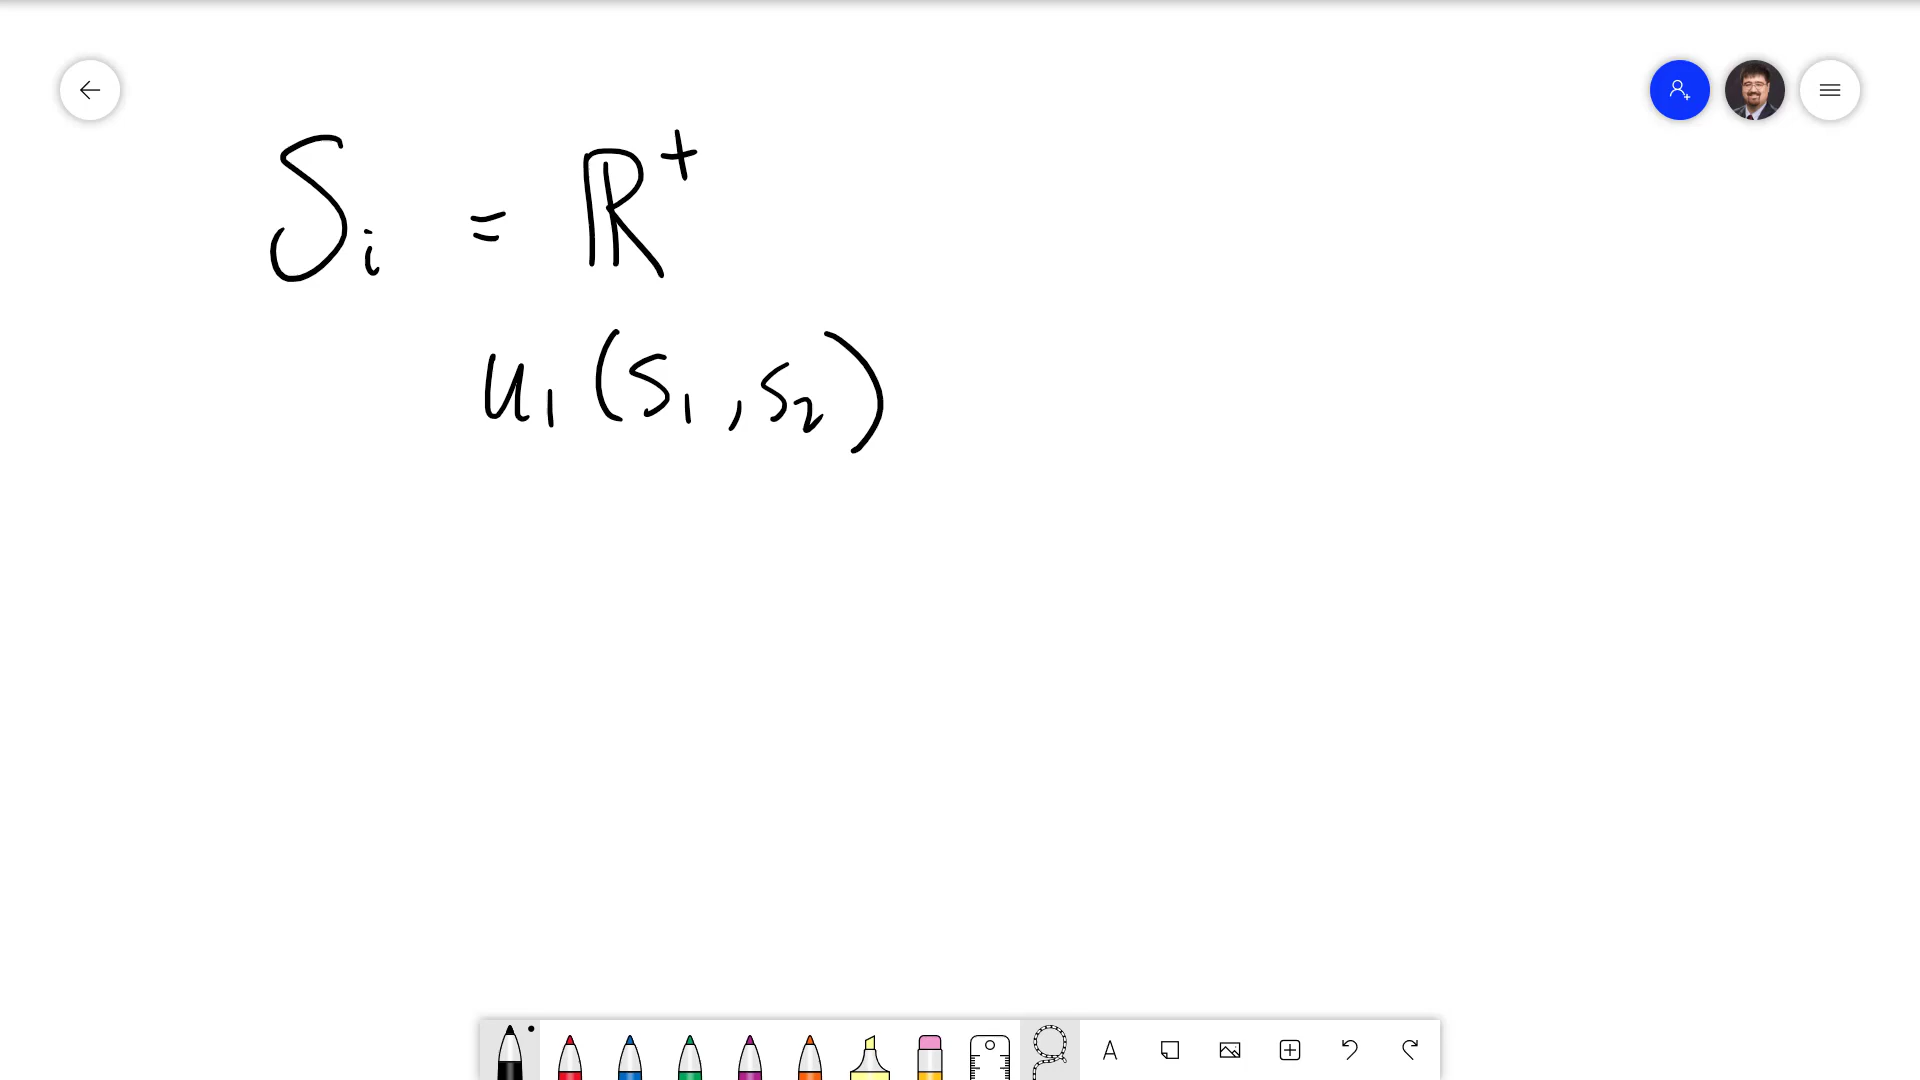 Sᵢ = ℝ⁺
u₁(s₁, s₂)
A